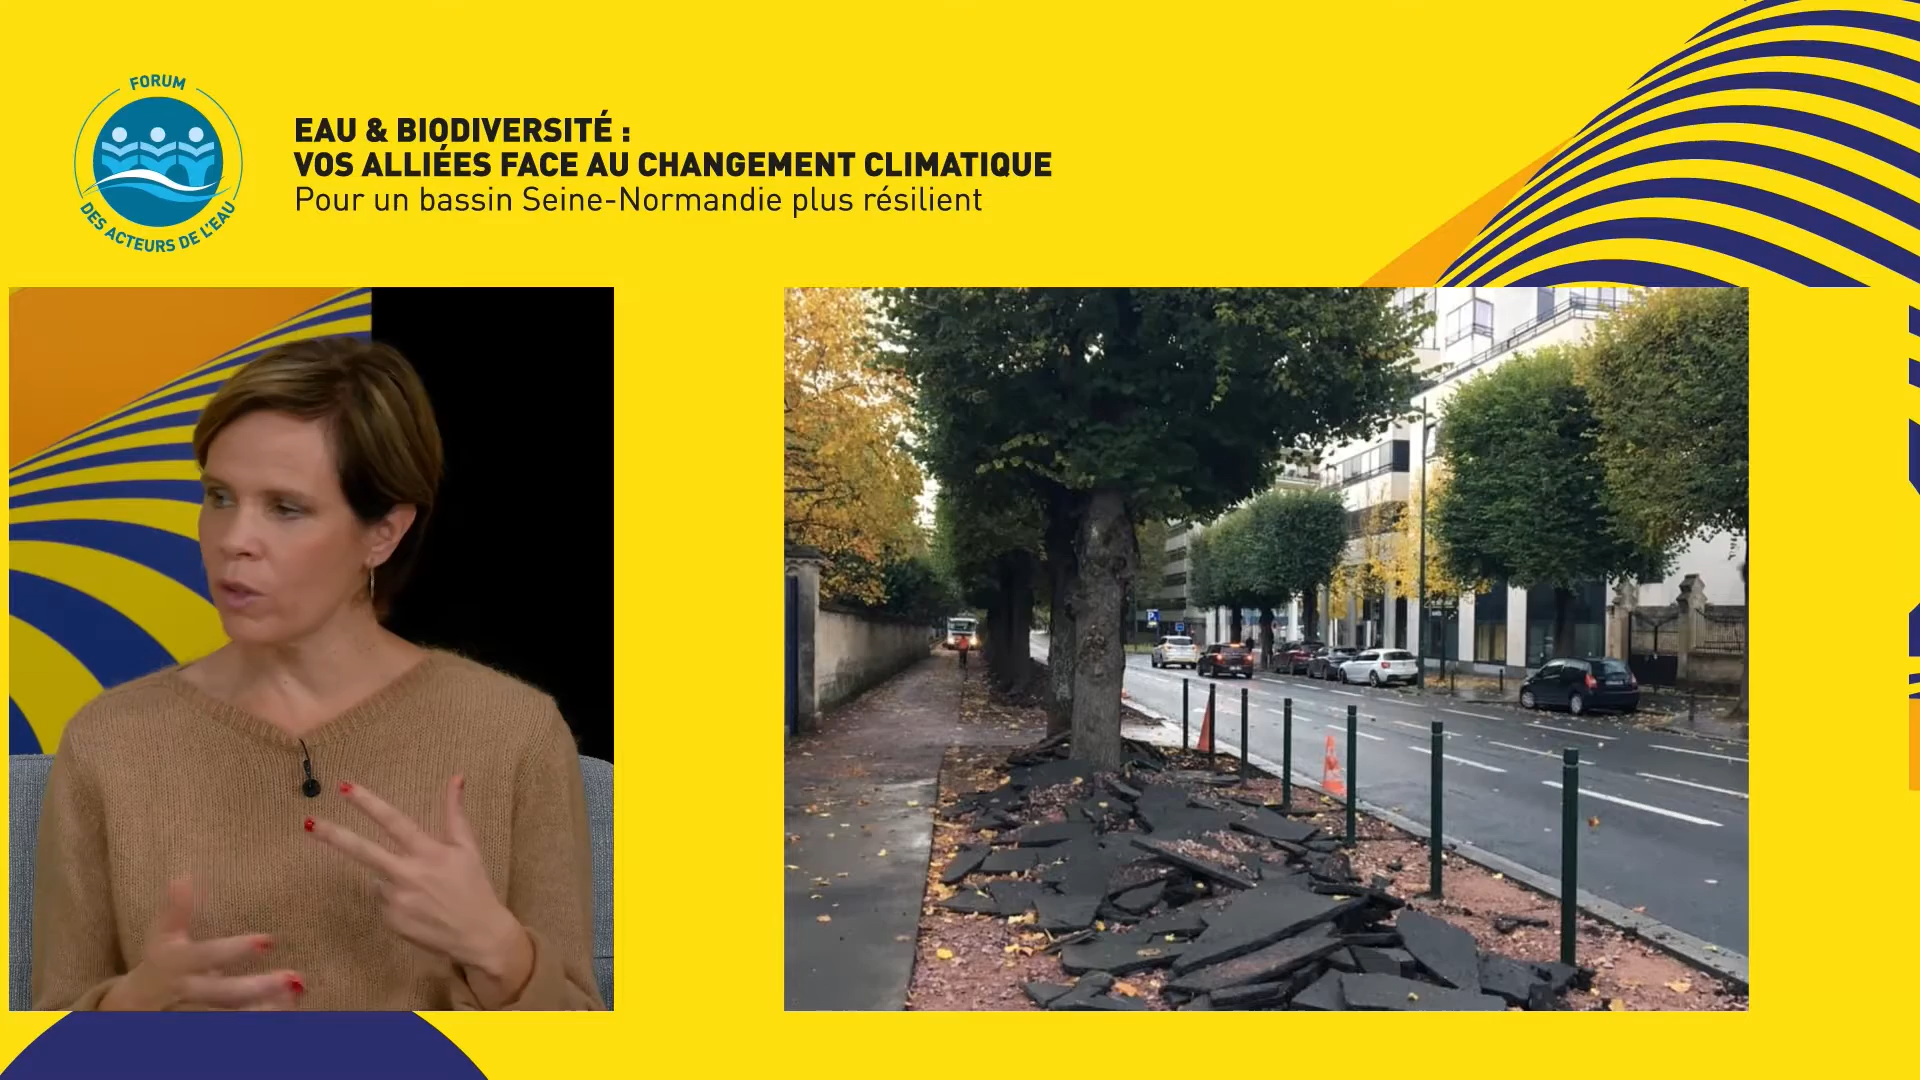 FORUM
DES ACTEURS DE L'EAU
EAU & BIODIVERSITÉ :
VOS ALLIÉES FACE AU CHANGEMENT CLIMATIQUE
Pour un bassin Seine-Normandie plus résilient
P